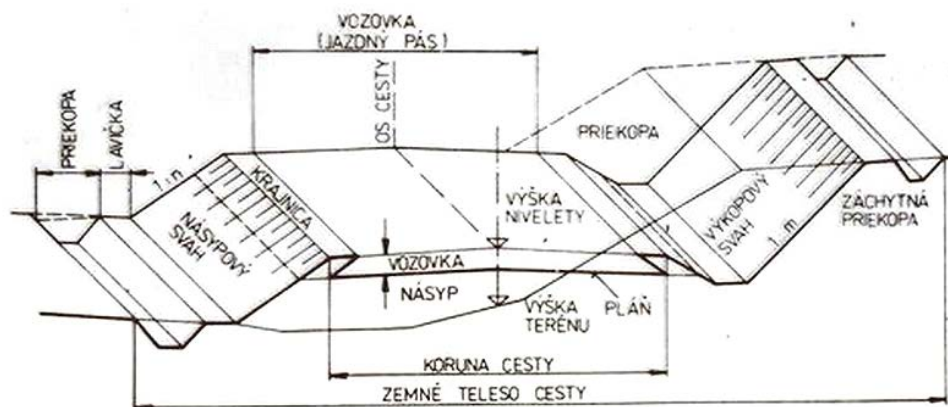 VOZOVKA
(JAZDNÝ PÁS)
OS CESTY
PRIEKOPA
LAVIČKA
1:n
KRAJNICA
NÁSYPOVÝ
SVAH
PRIEKOPA
VÝŠKA
NIVELETY
VÝKOPOVÝ
SVAH
1:m
ZÁCHYTNÁ
PRIEKOPA
VOZOVKA
NÁSYP
VÝŠKA
TERÉNU
PLÁŇ
KORUNA CESTY
ZEMNÉ TELESO CESTY